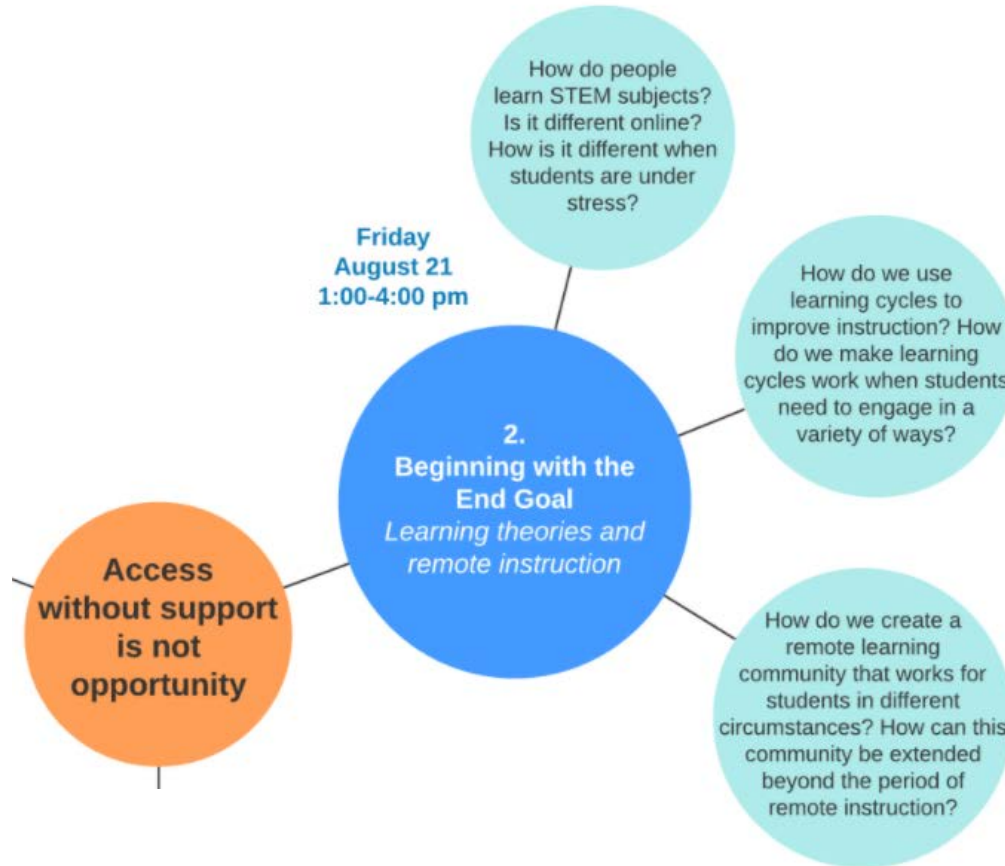 How do people
learn STEM subjects?
Is it different online?
How is it different when
students are under
stress?
Friday
August 21
1:00-4:00 pm
How do we use
learning cycles to
improve instruction? How
do we make learning
cycles work when students
need to engage in a
variety of ways?
2.
Beginning with the
End Goal
Learning theories and
remote instruction
Access
without support
is not
opportunity
How do we create a
remote learning
community that works for
students in different
circumstances? How can this
community be extended
beyond the period of
remote instruction?